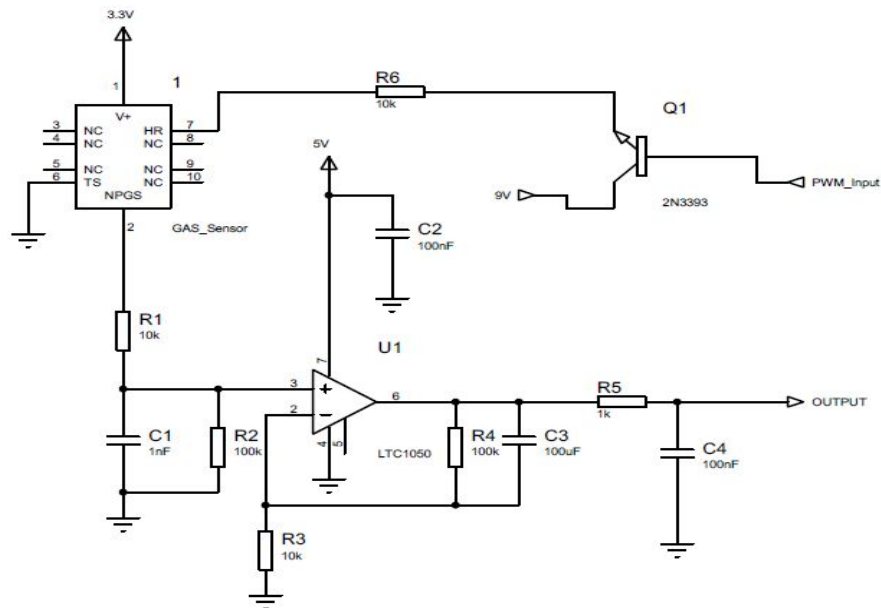 3.3V
1
1
V+
3 NC HR 7
4 NC NC 8
5 NC NC 9
6 TS NC 10
NPGS
2
GAS_Sensor
R6
10k
Q1
9V
2N3393
PWM_Input
5V
C2
100nF
R1
10k
U1
7
3
2
6
4
5
LTC1050
C1
1nF
R2
100k
R4
100k
C3
100uF
R5
1k
OUTPUT
C4
100nF
R3
10k